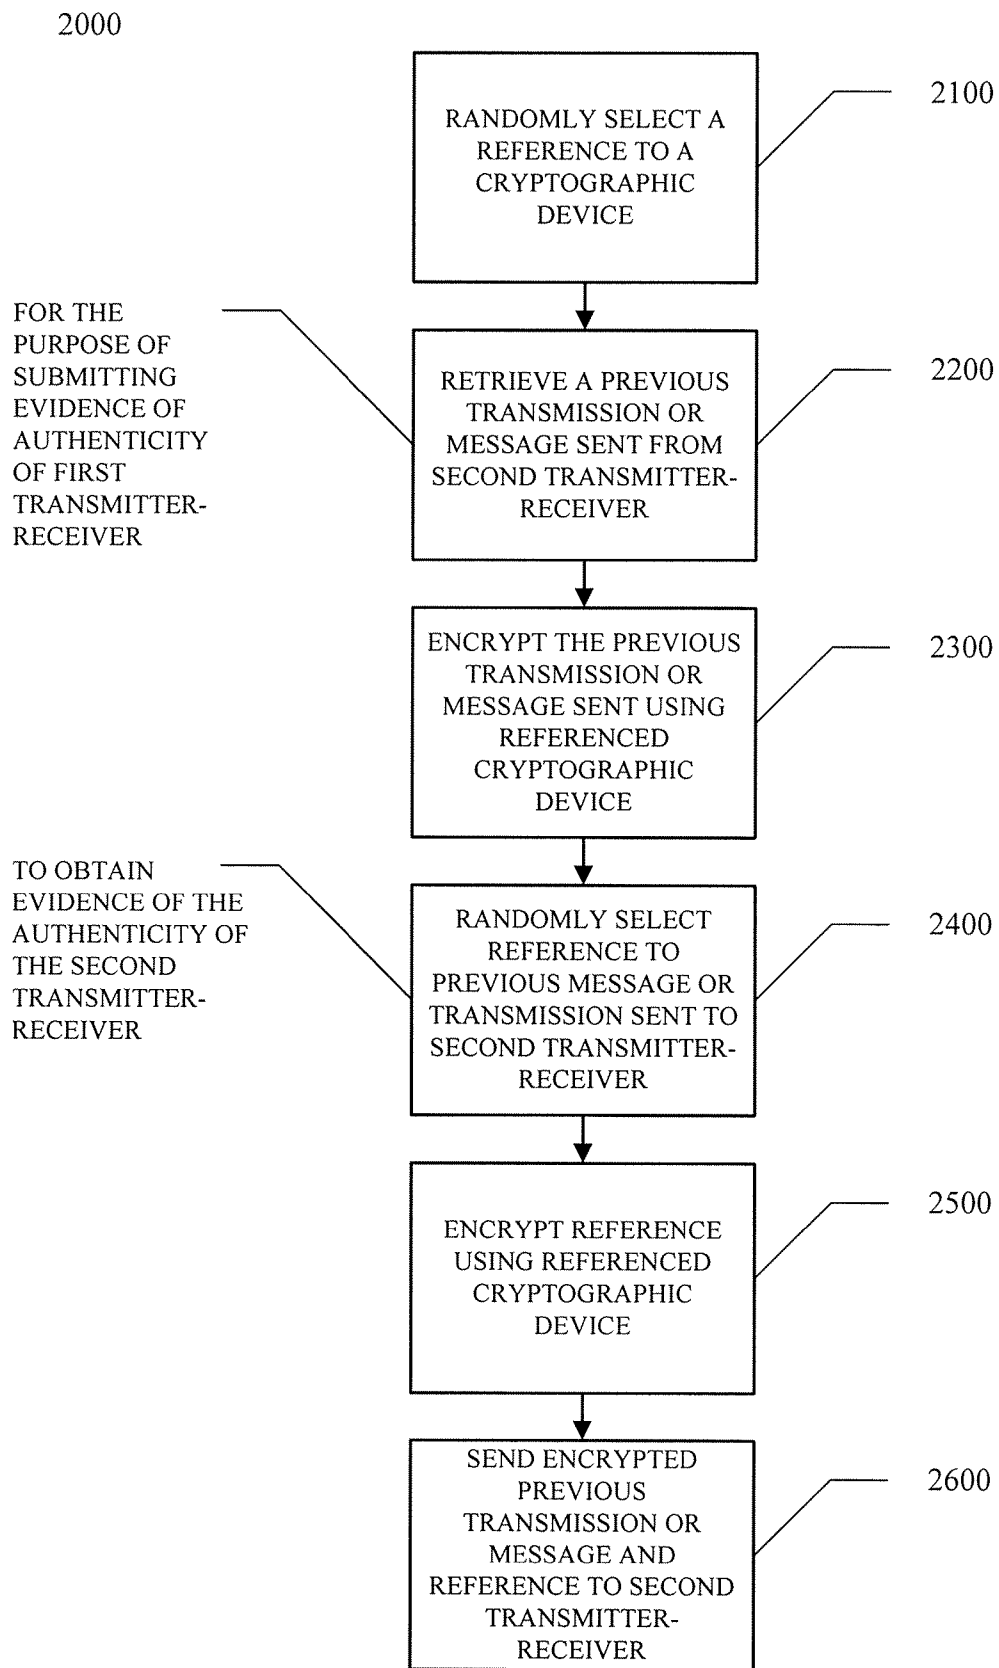 2000
RANDOMLY SELECT A
REFERENCE TO A
CRYPTOGRAPHIC
DEVICE
2100
FOR THE
PURPOSE OF
SUBMITTING
EVIDENCE OF
AUTHENTICITY
OF FIRST
TRANSMITTER-
RECEIVER
RETRIEVE A PREVIOUS
TRANSMISSION OR
MESSAGE SENT FROM
SECOND TRANSMITTER-
RECEIVER
2200
ENCRYPT THE PREVIOUS
TRANSMISSION OR
MESSAGE SENT USING
REFERENCED
CRYPTOGRAPHIC
DEVICE
2300
TO OBTAIN
EVIDENCE OF THE
AUTHENTICITY OF
THE SECOND
TRANSMITTER-
RECEIVER
RANDOMLY SELECT
REFERENCE TO
PREVIOUS MESSAGE OR
TRANSMISSION SENT TO
SECOND TRANSMITTER-
RECEIVER
2400
ENCRYPT REFERENCE
USING REFERENCED
CRYPTOGRAPHIC
DEVICE
2500
SEND ENCRYPTED
PREVIOUS
TRANSMISSION OR
MESSAGE AND
REFERENCE TO SECOND
TRANSMITTER-
RECEIVER
2600